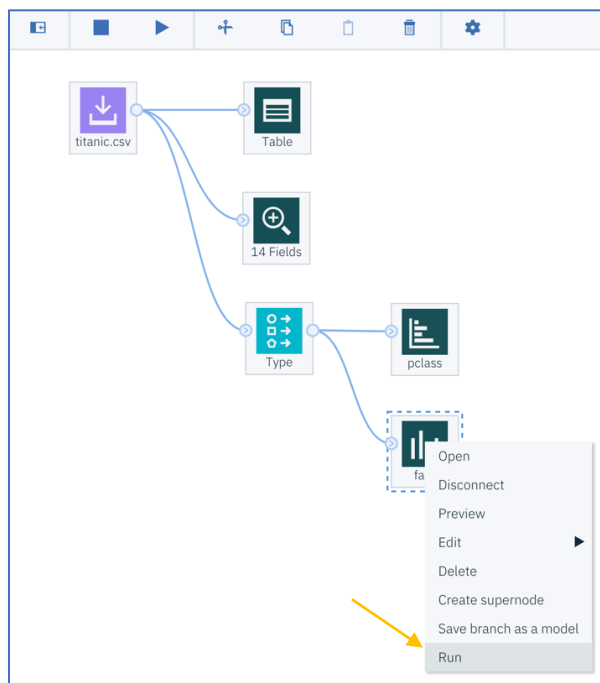 titanic.csv
Table
14 Fields
Type
pclass
fa
Open
Disconnect
Preview
Edit
Delete
Create supernode
Save branch as a model
Run